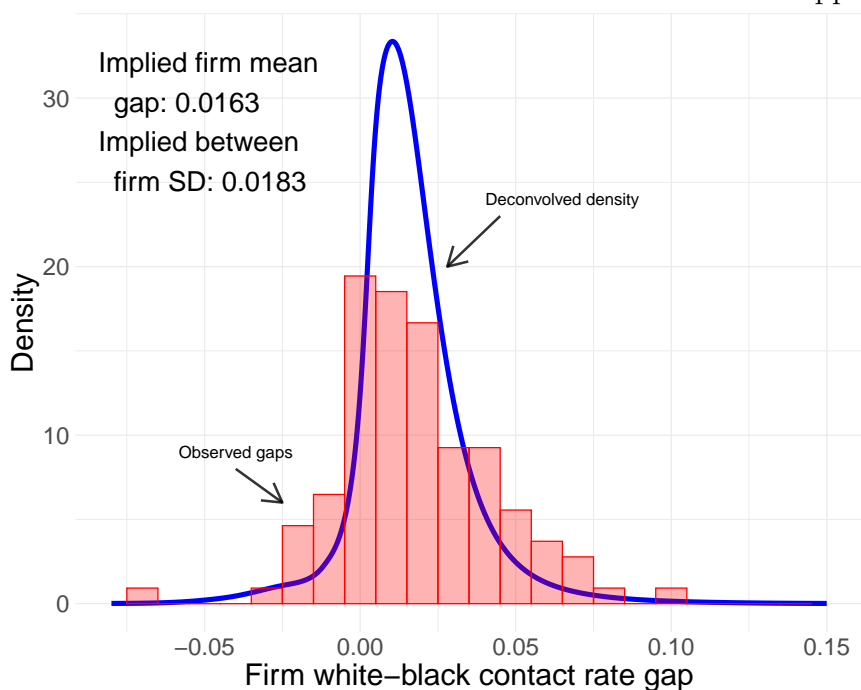 Implied firm mean
gap: 0.0163
Implied between
firm SD: 0.0183
Deconvolved density
Observed gaps
Density
30
20
10
0
−0.05
0.00
0.05
0.10
0.15
Firm white−black contact rate gap